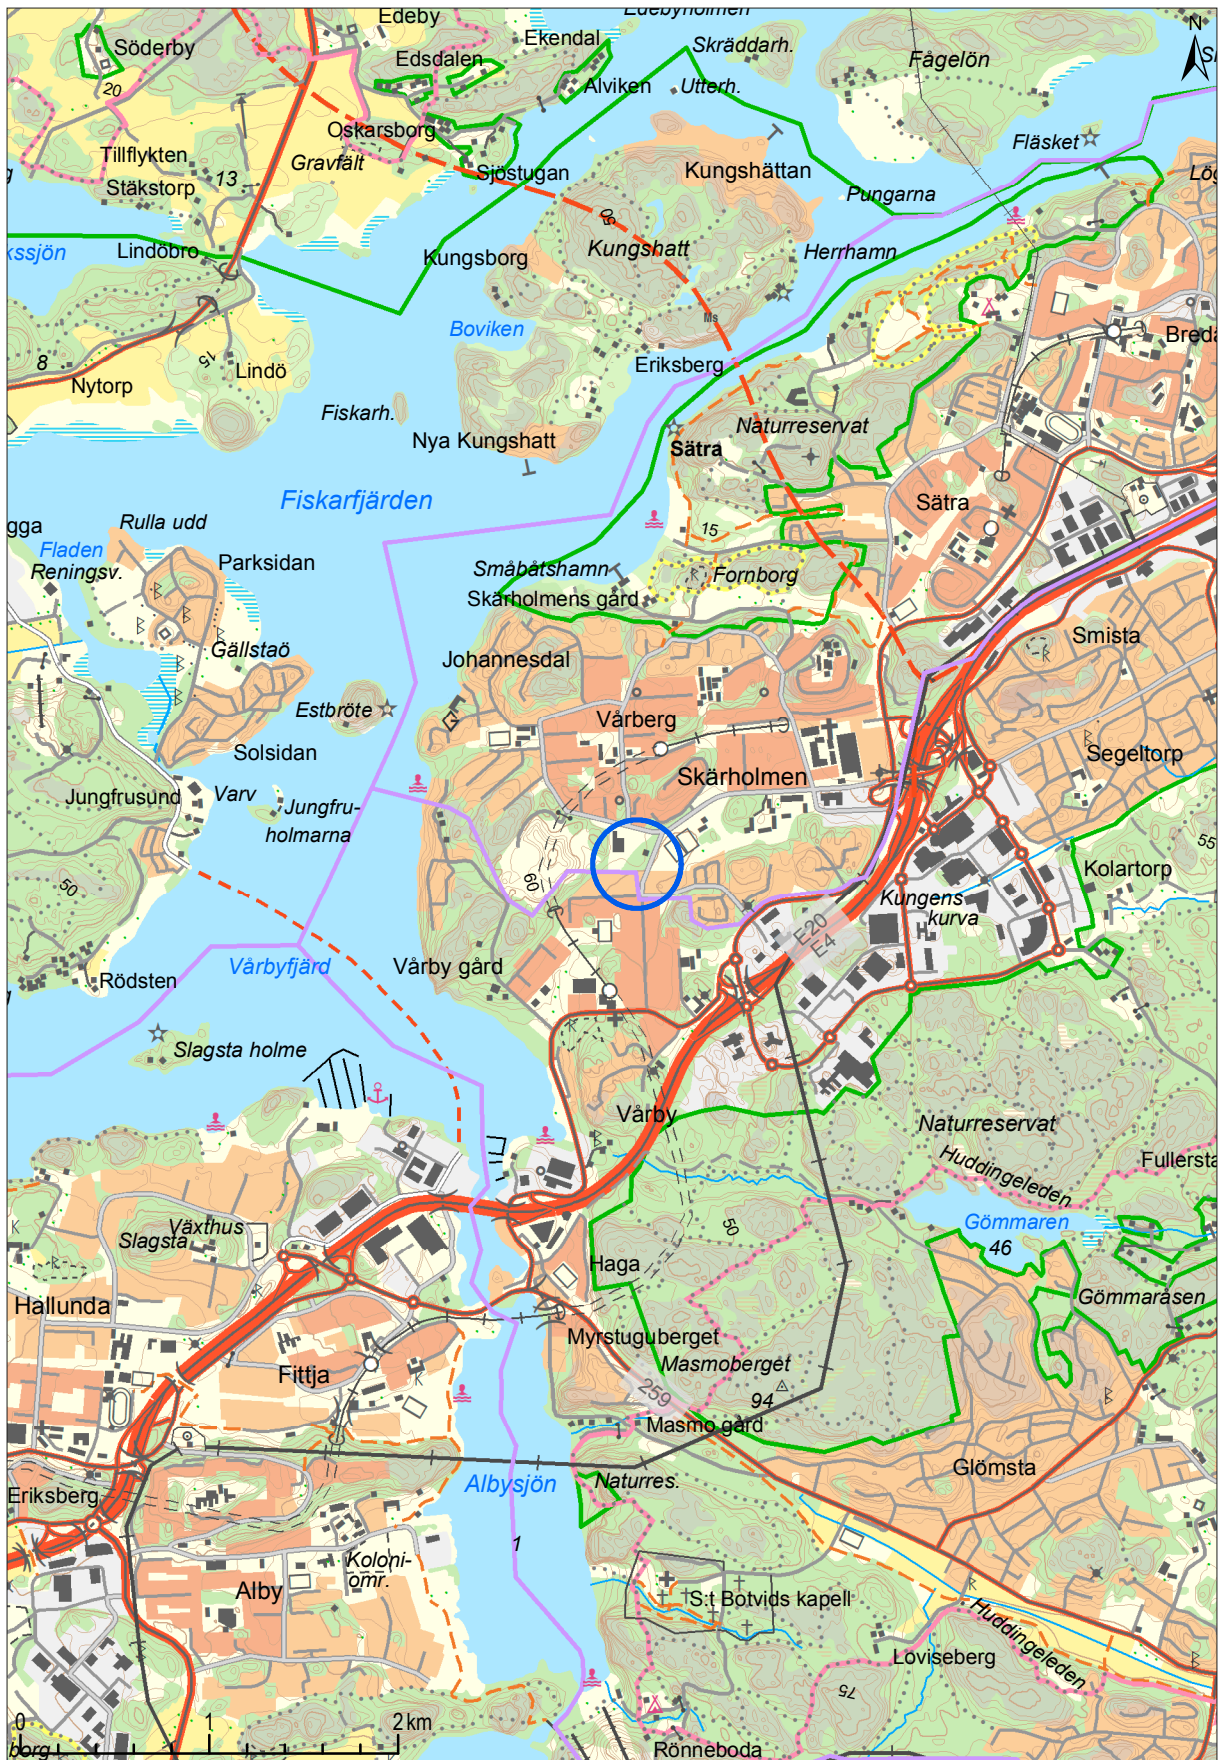 Edeby
Edebyholmen
Ekendal
Skräddarh.
N
Söderby
Edsdalen
Fågelön
20
Alviken
Utterh.
Oskarsborg
Fläsket
Tillflykten
Gravfält
Sjöstugan
Kungshättan
13
Stäkstorp
Pungarna
50
Lindöbro
Kungsborg
Kungshatt
Herrhamn
Ms
Boviken
8
15
Nytorp
Lindö
Eriksberg
Fiskarh.
Nya Kungshatt
Naturreservat
Sätra
Fiskarfjärden
Sätra
Rulla udd
15
Fladen
Reningsv.
Parksidan
Småbåtshamn
Fornborg
R
Skärholmens gård
Gällstaö
Johannesdal
Smista
R
Estbröte
Vårberg
Solsidan
Skärholmen
Segeltorp
Jungfrusund
Varv
Jungfru-
holmarna
50
60
55
Kolartorp
Kungens
kurva
E20
E4
Vårbyfjärd
Vårby gård
Rödsten
Slagsta holme
R
Vårby
Naturreservat
Huddingeleden
Gömmaren
46
Växthus
Slagsta
50
Haga
Hallunda
Gömmaråsen
Myrstuguberget
Masmoberget
Fittja
94
259
Masmo gård
Glömsta
Eriksberg
Albysjön
Naturres.
1
Koloni-
omr.
Alby
S:t Botvids kapell
Huddingeleden
Loviseberg
75
0
1
2 km
Rönneboda